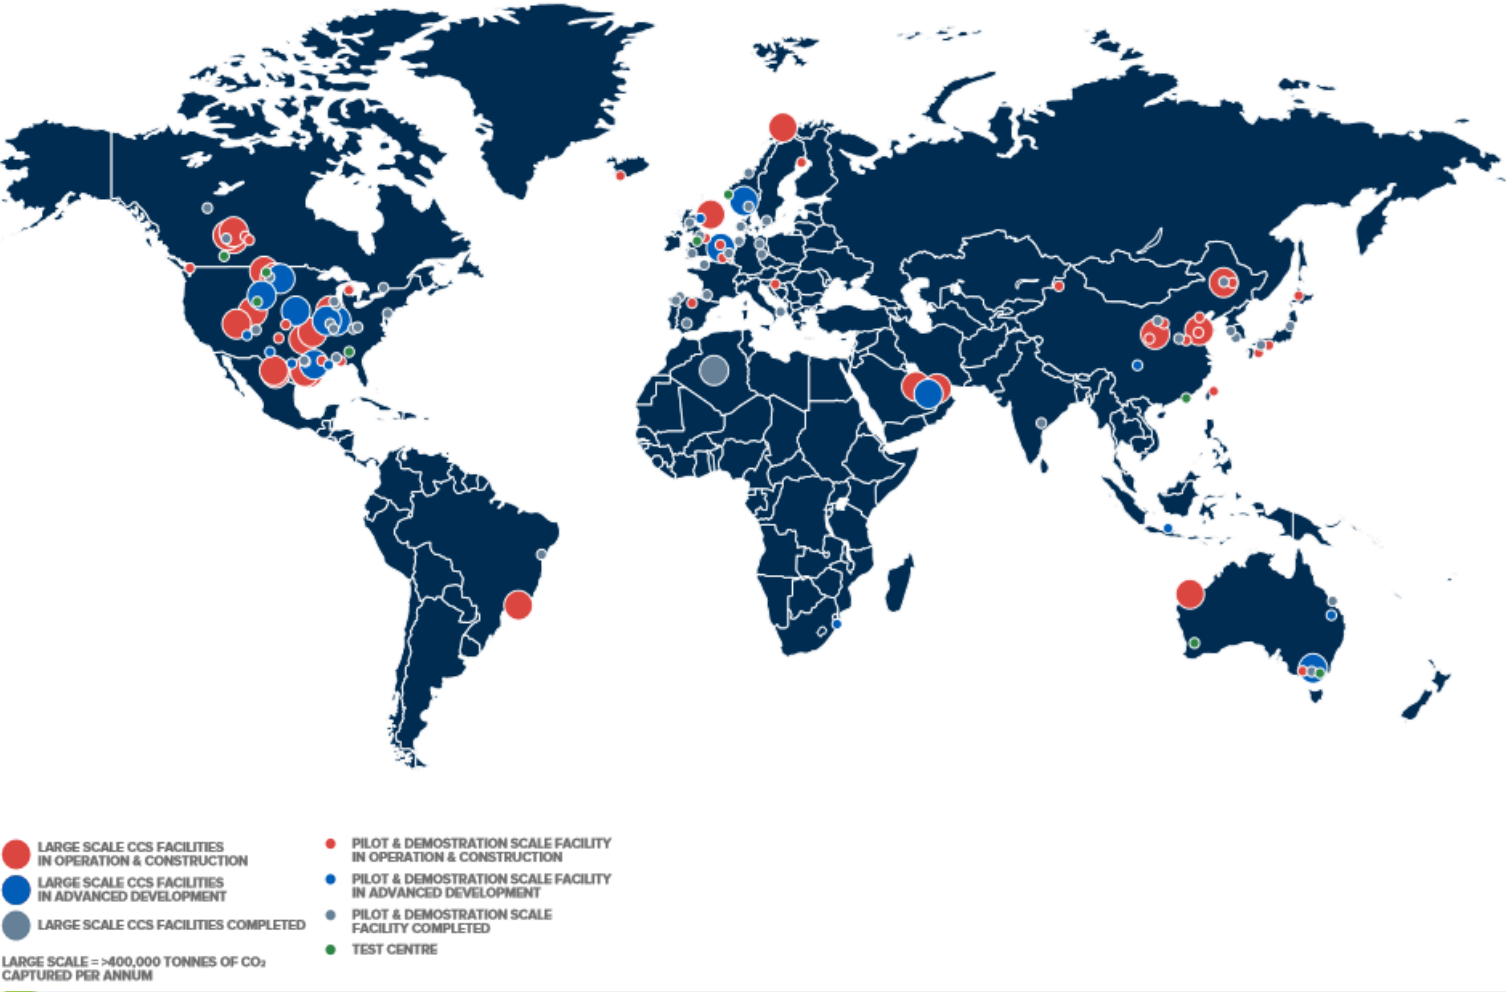 LARGE SCALE CCS FACILITIES
IN OPERATION & CONSTRUCTION
LARGE SCALE CCS FACILITIES
IN ADVANCED DEVELOPMENT
LARGE SCALE CCS FACILITIES COMPLETED
LARGE SCALE = >400,000 TONNES OF CO₂
CAPTURED PER ANNUM
PILOT & DEMOSTRATION SCALE FACILITY
IN OPERATION & CONSTRUCTION
PILOT & DEMOSTRATION SCALE FACILITY
IN ADVANCED DEVELOPMENT
PILOT & DEMOSTRATION SCALE
FACILITY COMPLETED
TEST CENTRE